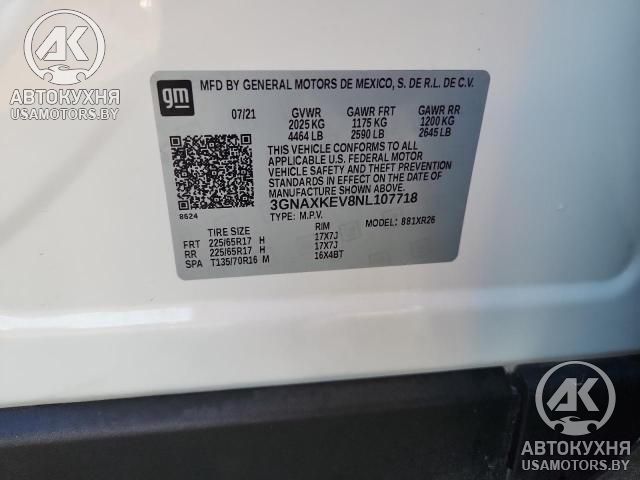 AK
АВТОКУХНЯ
USAMOTORS.BY
gm
MFD BY GENERAL MOTORS DE MEXICO, S. DE R.L. DE C.V.
07/21 GVWR GAWR FRT GAWR RR
2025 KG 1175 KG 1200 KG
4464 LB 2590 LB 2645 LB
THIS VEHICLE CONFORMS TO ALL
APPLICABLE U.S. FEDERAL MOTOR
VEHICLE SAFETY AND THEFT PREVENTION
STANDARDS IN EFFECT ON THE DATE OF
MANUFACTURE SHOWN ABOVE.
3GNAXKEV8NL107718
8624 TYPE: M.P.V. MODEL: 881XR26
TIRE SIZE RIM
FRT 225/65R17 H 17X7J
RR 225/65R17 H 17X7J
SPA T135/70R16 M 16X4BT
AK
АВТОКУХНЯ
USAMOTORS.BY